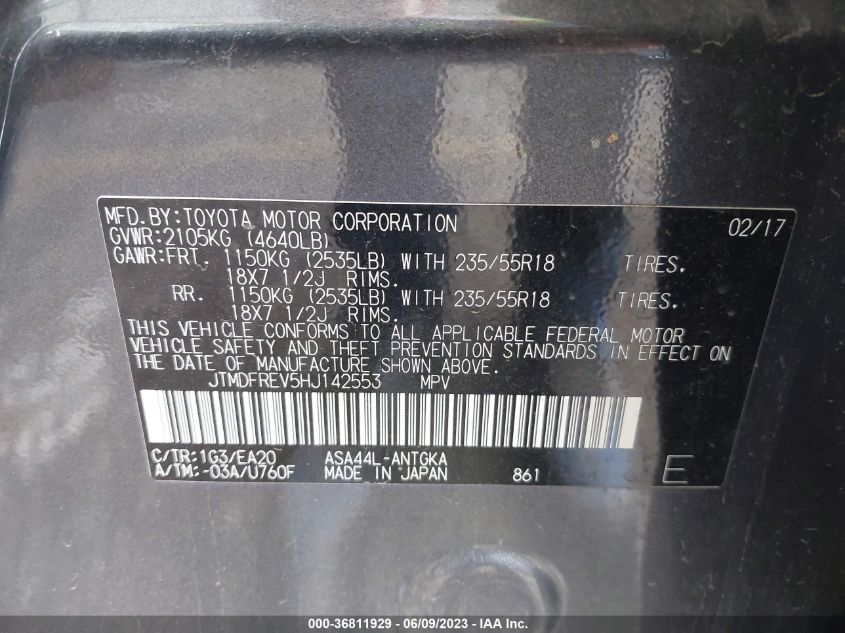 MFD.BY:TOYOTA MOTOR CORPORATION 02/17
GVWR:2105KG (4640LB)
GAWR:FRT. 1150KG (2535LB) WITH 235/55R18 TIRES.
18X7 1/2J RIMS.
RR. 1150KG (2535LB) WITH 235/55R18 TIRES.
18X7 1/2J RIMS.
THIS VEHICLE CONFORMS TO ALL APPLICABLE FEDERAL MOTOR
VEHICLE SAFETY AND THEFT PREVENTION STANDARDS IN EFFECT ON
THE DATE OF MANUFACTURE SHOWN ABOVE.
JTMDFREV5HJ142553 MPV
C/TR:1G3/EA20 ASA44L-ANTGKA
A/TM:-03A/U760F MADE IN JAPAN 861 E
000-36811929 - 06/09/2023 - IAA Inc.